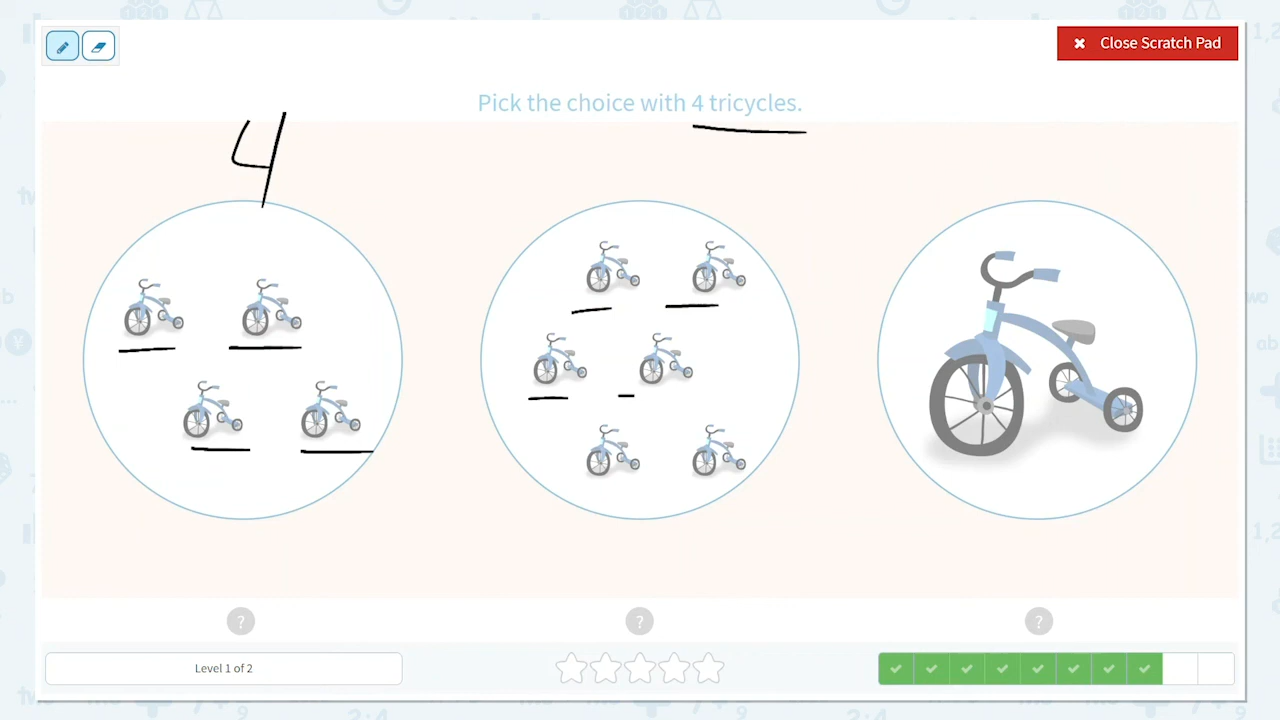 Close Scratch Pad
Pick the choice with 4 tricycles.
4
? ? ?
Level 1 of 2